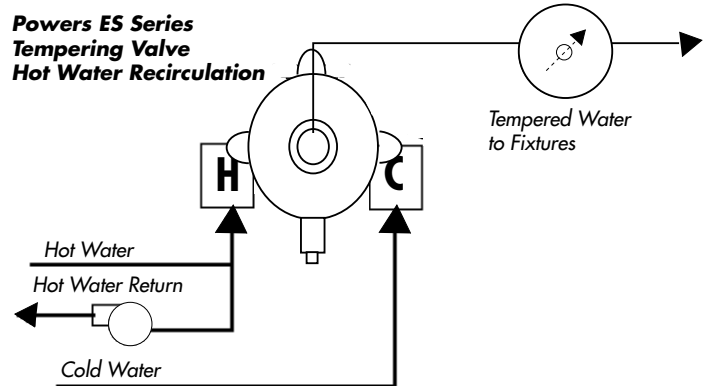 Powers ES Series
Tempering Valve
Hot Water Recirculation
Tempered Water
to Fixtures
H
C
Hot Water
Hot Water Return
Cold Water